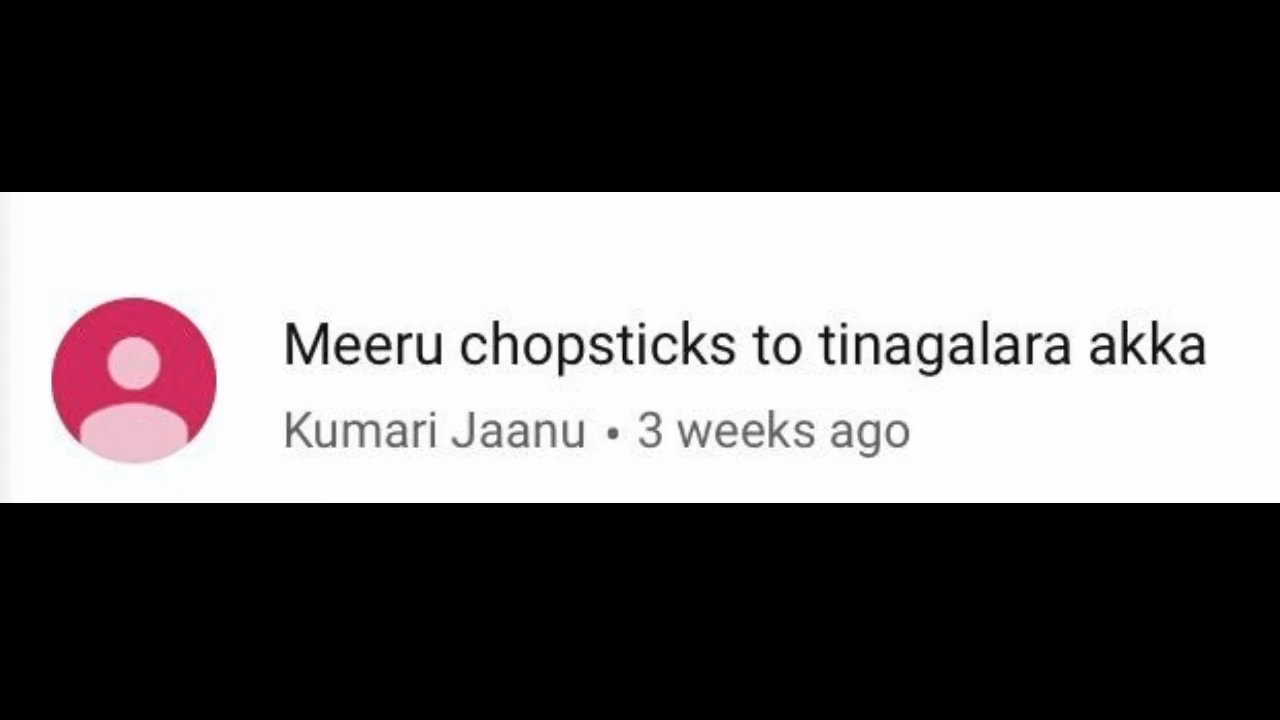 Meeru chopsticks to tinagalara akka
Kumari Jaanu • 3 weeks ago